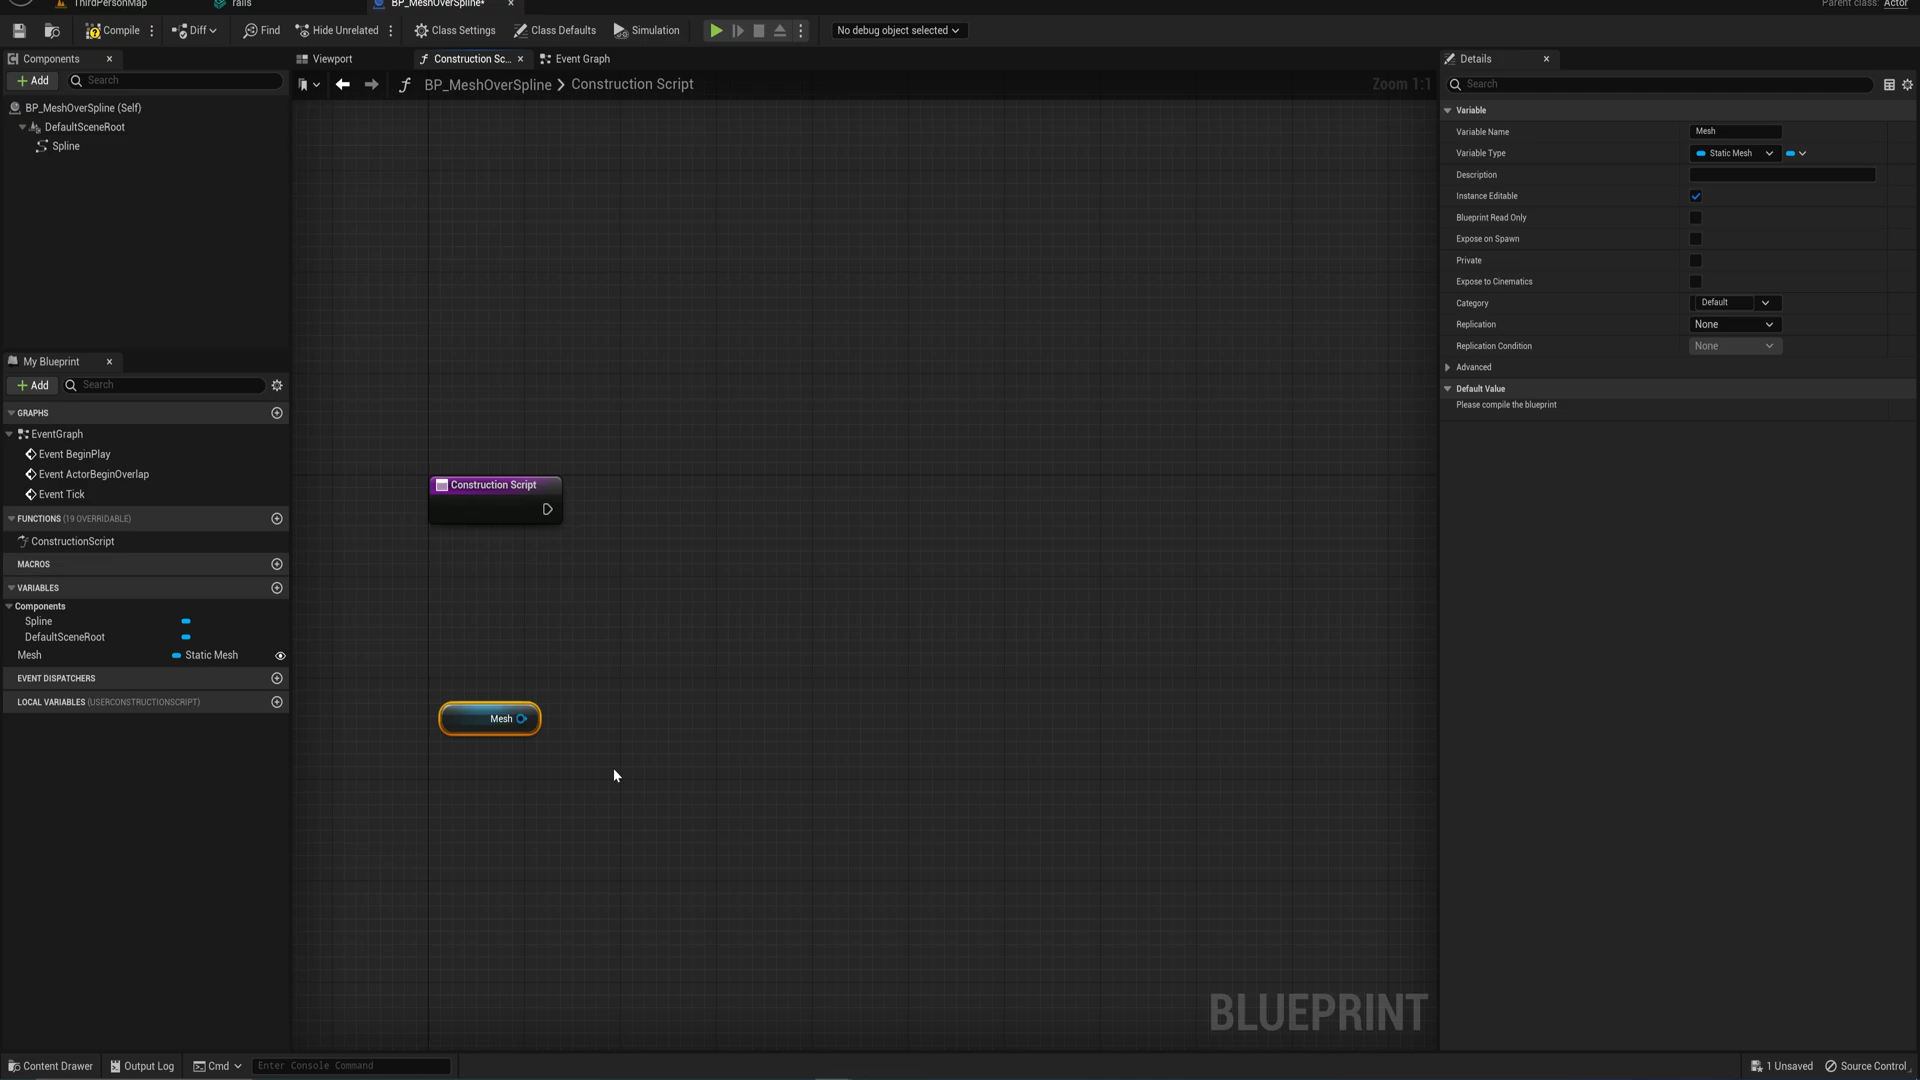 ThirdPersonMap
rails
BP_MeshOverSpline*
Parent class: Actor
Compile
Diff
Find
Hide Unrelated
Class Settings
Class Defaults
Simulation
No debug object selected
Components
Viewport
Construction Sc...
Event Graph
Details
Add
Search
BP_MeshOverSpline > Construction Script
Zoom 1:1
Search
BP_MeshOverSpline (Self)
DefaultSceneRoot
Spline
Variable
Variable Name
Mesh
Variable Type
Static Mesh
Description
Instance Editable
Blueprint Read Only
Expose on Spawn
Private
Expose to Cinematics
Category
Default
Replication
None
Replication Condition
None
Advanced
Default Value
Please compile the blueprint
My Blueprint
Add
Search
GRAPHS
EventGraph
Event BeginPlay
Event ActorBeginOverlap
Event Tick
FUNCTIONS (19 OVERRIDABLE)
ConstructionScript
MACROS
VARIABLES
Components
Spline
DefaultSceneRoot
Mesh
Static Mesh
EVENT DISPATCHERS
LOCAL VARIABLES (USERCONSTRUCTIONSCRIPT)
Construction Script
Mesh
BLUEPRINT
Content Drawer
Output Log
Cmd
Enter Console Command
1 Unsaved
Source Control